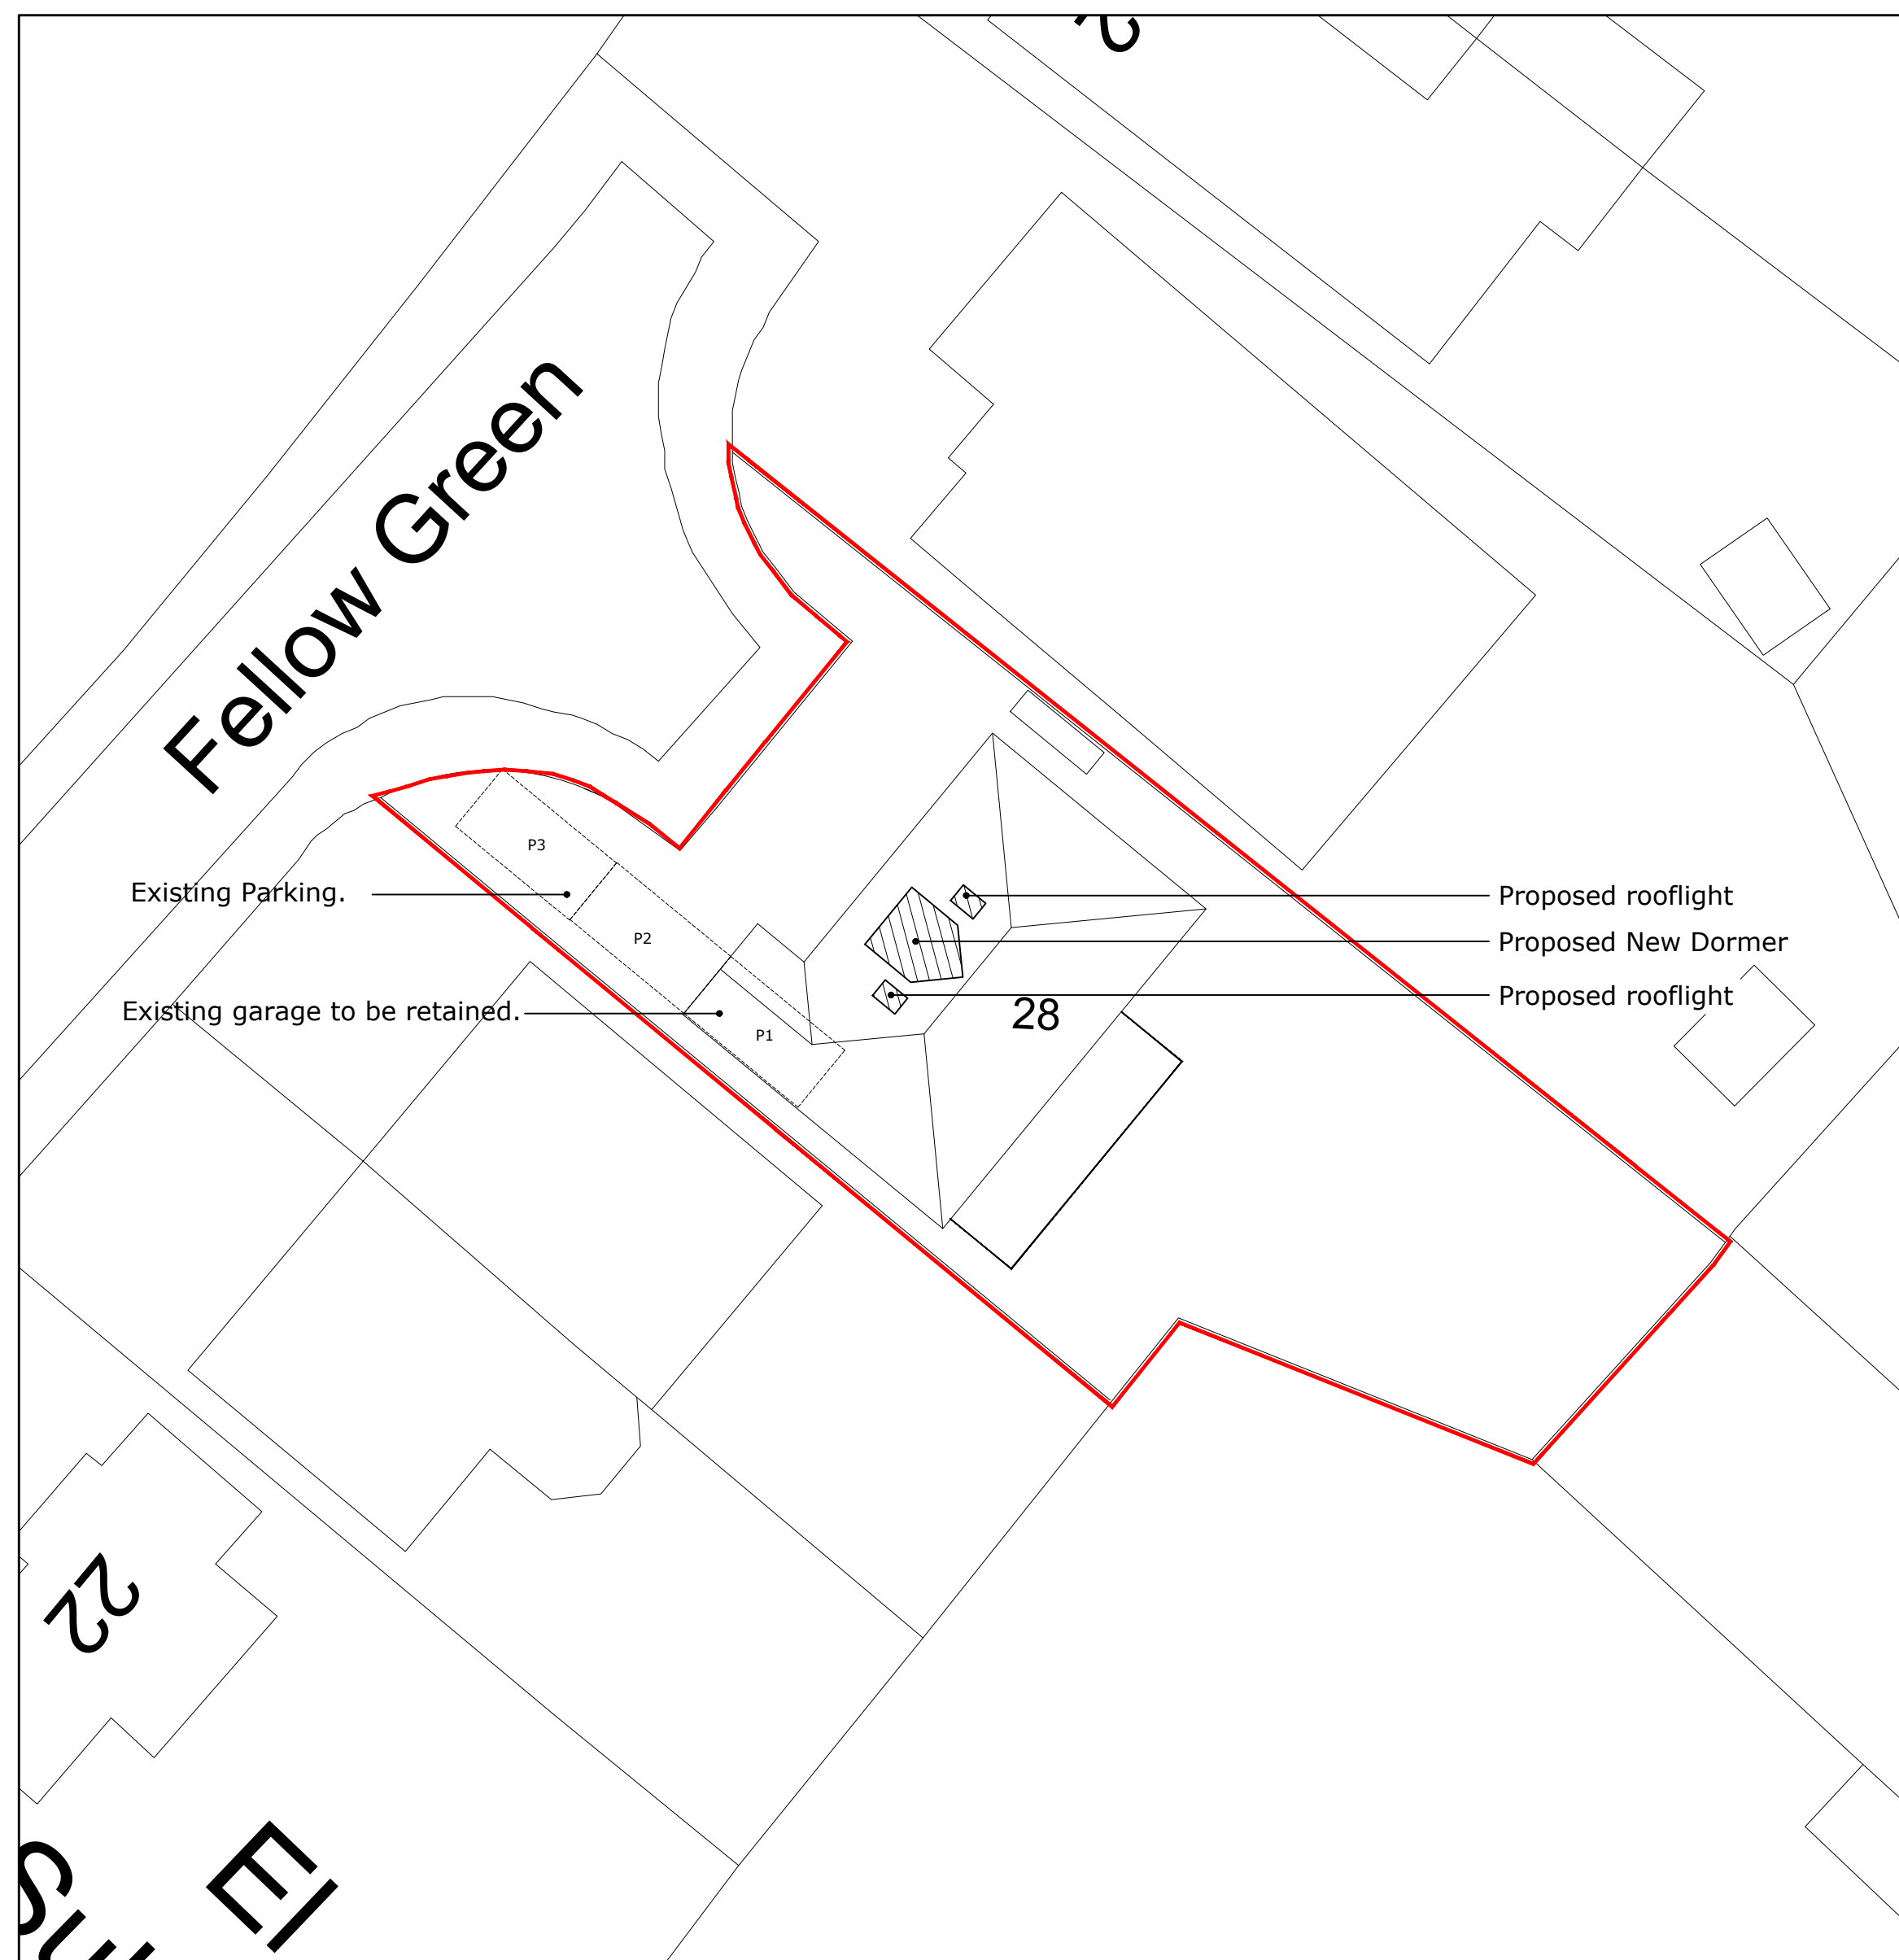 Fellow Green
P3
Existing Parking.
Proposed rooflight
P2
Proposed New Dormer
Existing garage to be retained.
Proposed rooflight
28
P1
22